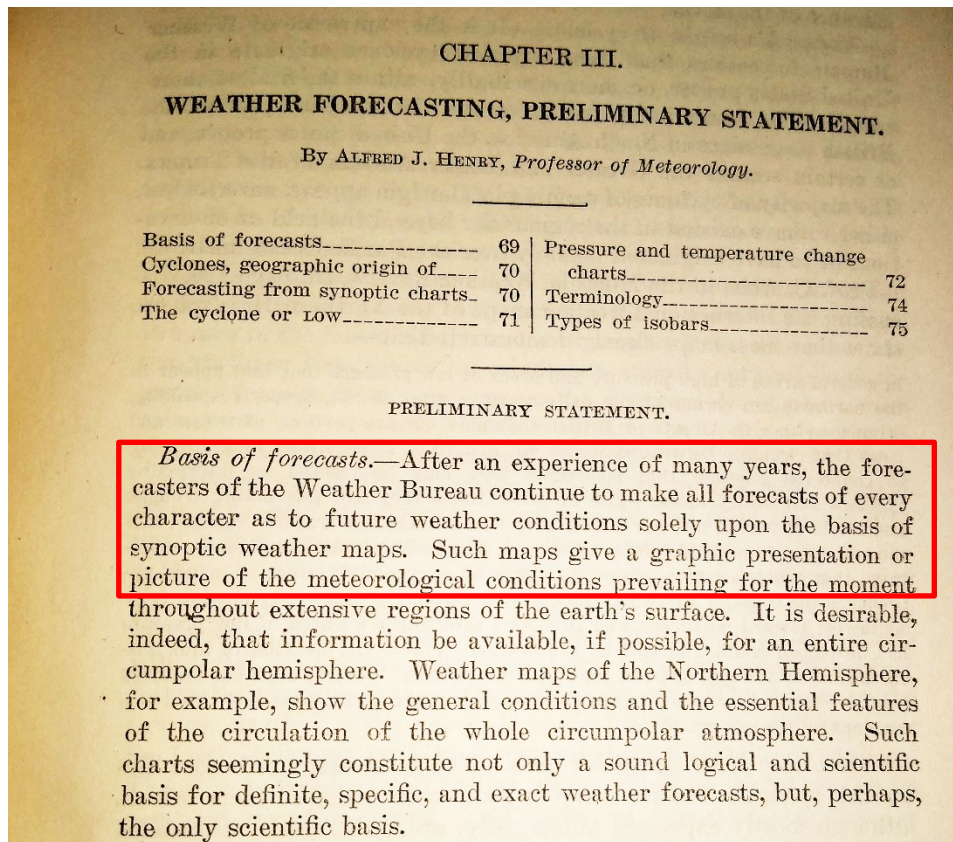 CHAPTER III.
WEATHER FORECASTING, PRELIMINARY STATEMENT.
By ALFRED J. HENRY, Professor of Meteorology.
Basis of forecasts---------------- 69
Cyclones, geographic origin of---- 70
Forecasting from synoptic charts- 70
The cyclone or LOW-------------- 71
Pressure and temperature change
charts-------------------------- 72
Terminology---------------------- 74
Types of isobars----------------- 75
PRELIMINARY STATEMENT.
Basis of forecasts.—After an experience of many years, the fore-
casters of the Weather Bureau continue to make all forecasts of every
character as to future weather conditions solely upon the basis of
synoptic weather maps. Such maps give a graphic presentation or
picture of the meteorological conditions prevailing for the moment
throughout extensive regions of the earth's surface. It is desirable,
indeed, that information be available, if possible, for an entire cir-
cumpolar hemisphere. Weather maps of the Northern Hemisphere,
for example, show the general conditions and the essential features
of the circulation of the whole circumpolar atmosphere. Such
charts seemingly constitute not only a sound logical and scientific
basis for definite, specific, and exact weather forecasts, but, perhaps,
the only scientific basis.